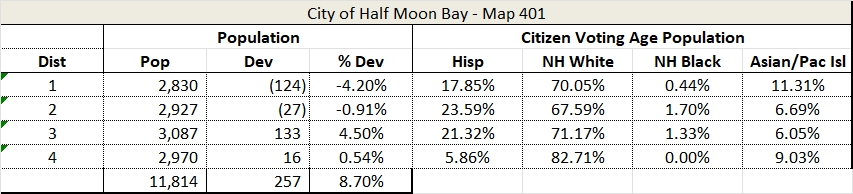 City of Half Moon Bay - Map 401
Population Citizen Voting Age Population
Dist Pop Dev % Dev Hisp NH White NH Black Asian/Pac Isl
1 2,830 (124) -4.20% 17.85% 70.05% 0.44% 11.31%
2 2,927 (27) -0.91% 23.59% 67.59% 1.70% 6.69%
3 3,087 133 4.50% 21.32% 71.17% 1.33% 6.05%
4 2,970 16 0.54% 5.86% 82.71% 0.00% 9.03%
11,814 257 8.70%